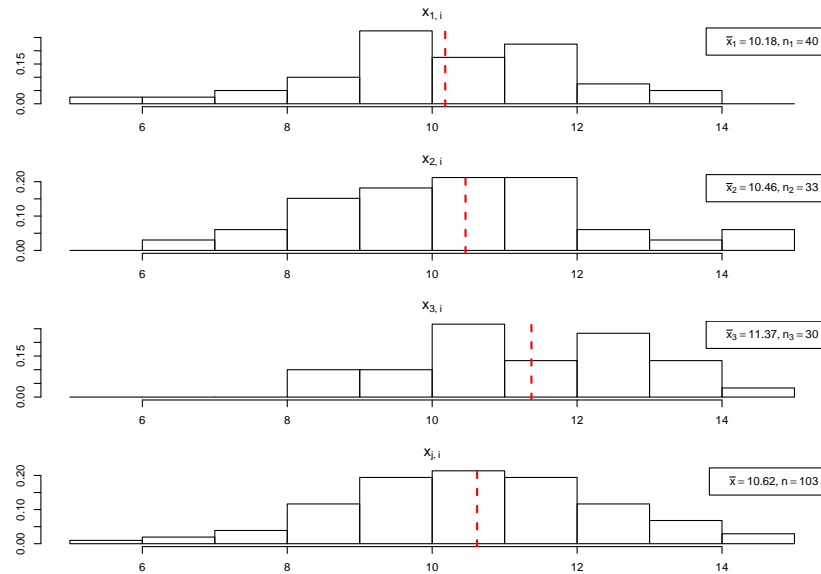 x1, i
0.00 0.15
x̄1 = 10.18, n1 = 40
6 8 10 12 14
x2, i
0.00 0.10 0.20
x̄2 = 10.46, n2 = 33
6 8 10 12 14
x3, i
0.00 0.15
x̄3 = 11.37, n3 = 30
6 8 10 12 14
xj, i
0.00 0.10 0.20
x̄ = 10.62, n = 103
6 8 10 12 14